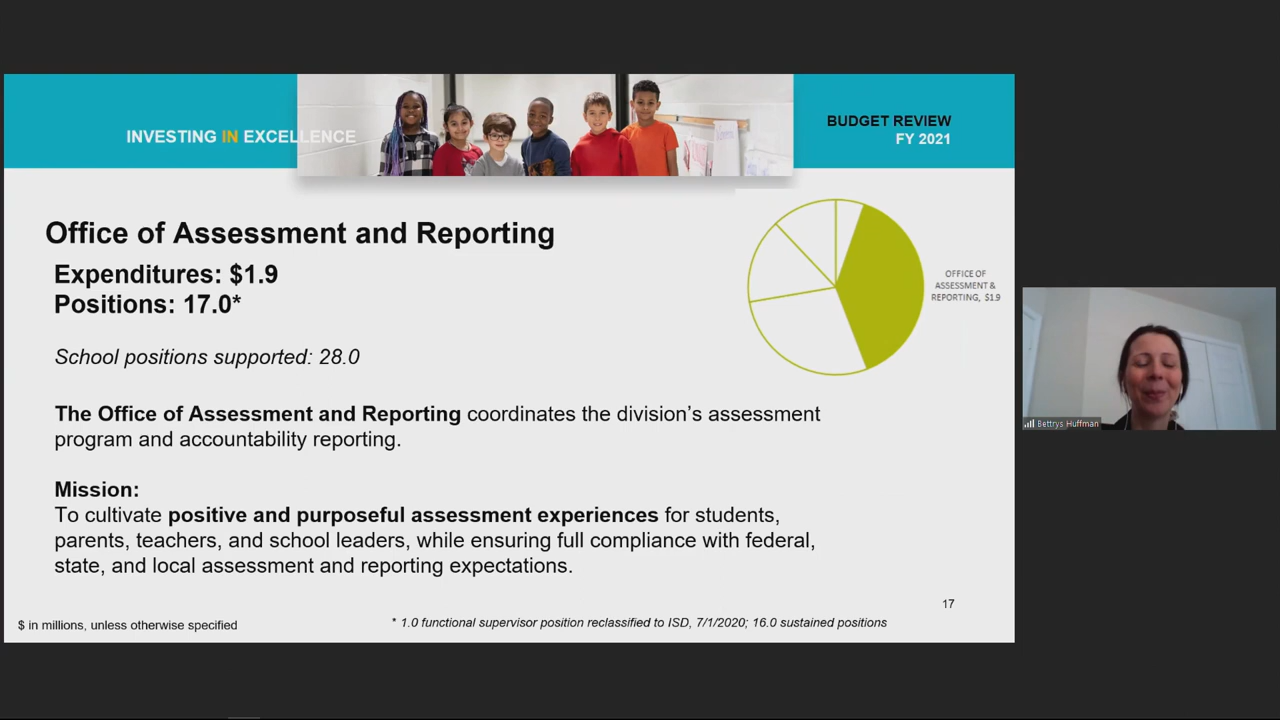 INVESTING IN EXCELLENCE
BUDGET REVIEW
FY 2021
Office of Assessment and Reporting
Expenditures: $1.9
Positions: 17.0*
OFFICE OF
ASSESSMENT &
REPORTING, $1.9
School positions supported: 28.0
The Office of Assessment and Reporting coordinates the division’s assessment
program and accountability reporting.
Mission:
To cultivate positive and purposeful assessment experiences for students,
parents, teachers, and school leaders, while ensuring full compliance with federal,
state, and local assessment and reporting expectations.
17
$ in millions, unless otherwise specified
* 1.0 functional supervisor position reclassified to ISD, 7/1/2020; 16.0 sustained positions
Bettrys Huffman